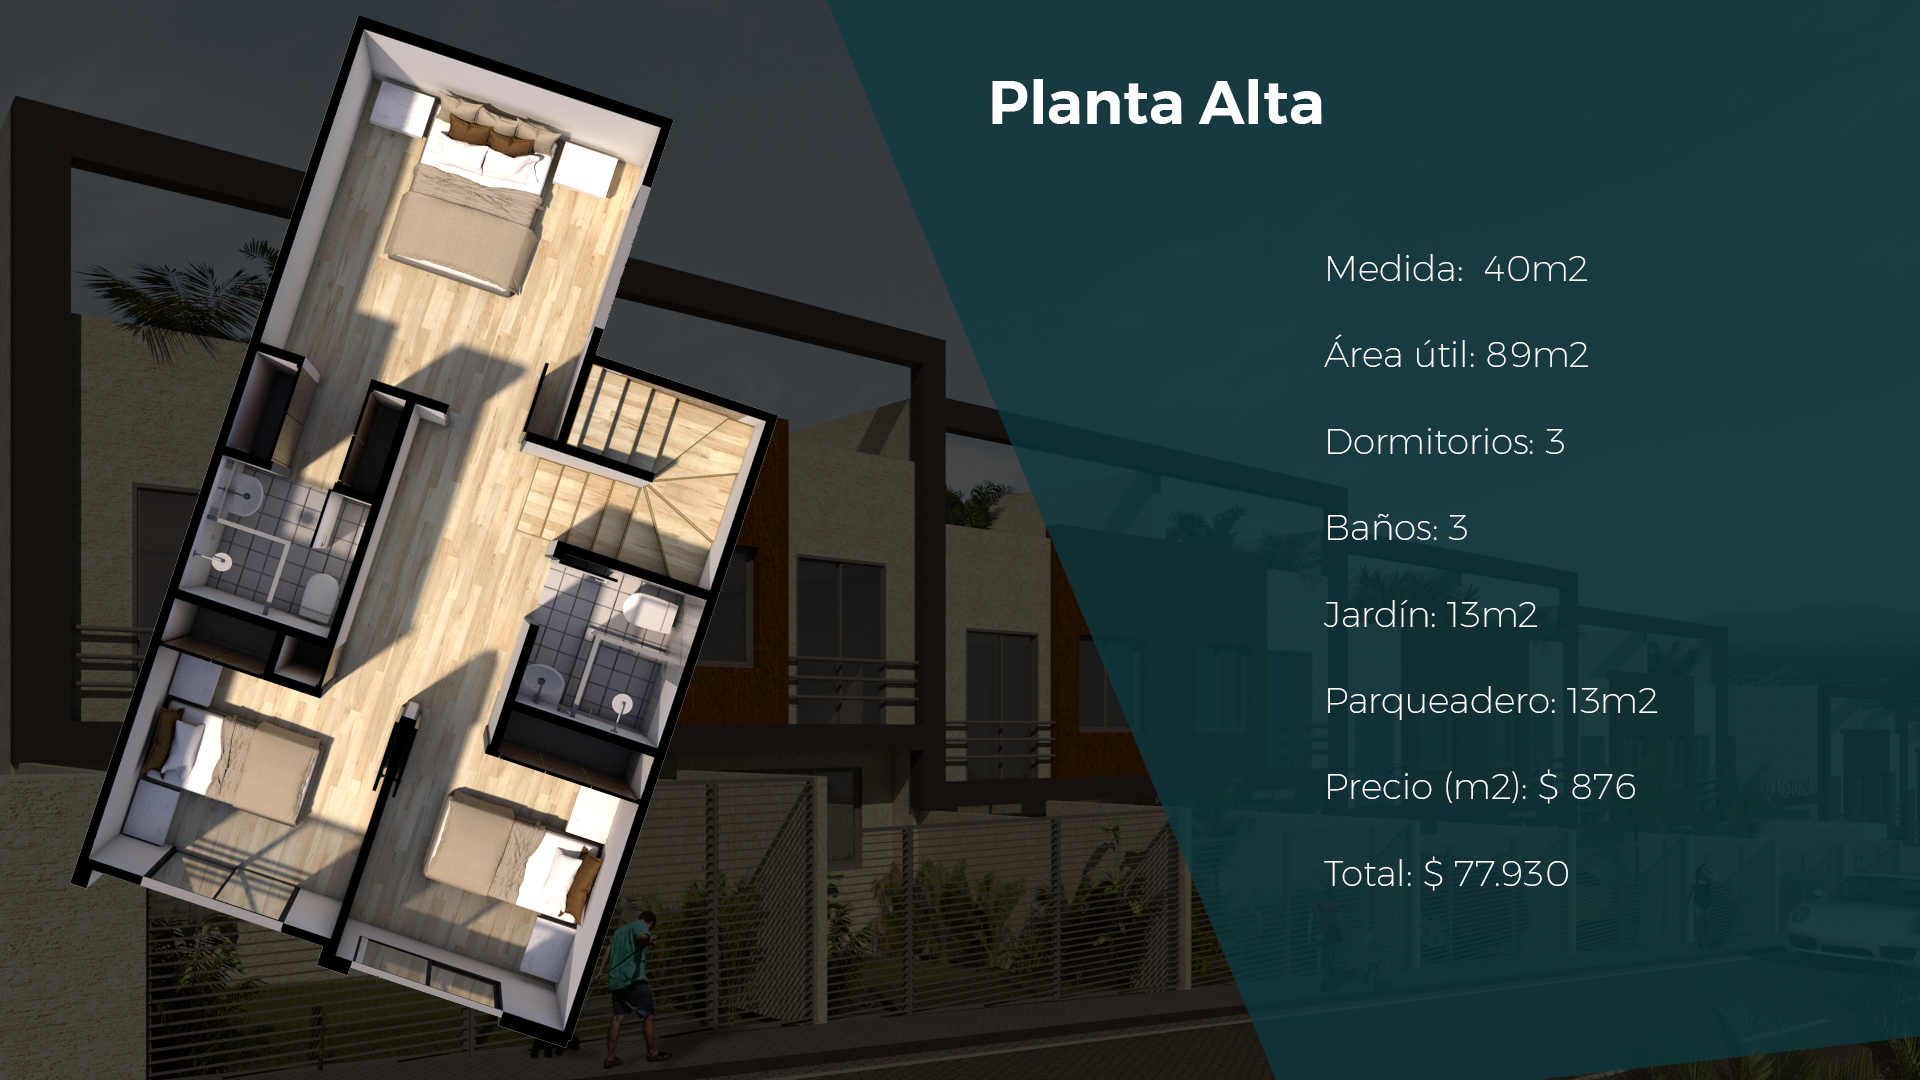 Planta Alta
Medida: 40m2
Área útil: 89m2
Dormitorios: 3
Baños: 3
Jardín: 13m2
Parqueadero: 13m2
Precio (m2): $ 876
Total: $ 77.930